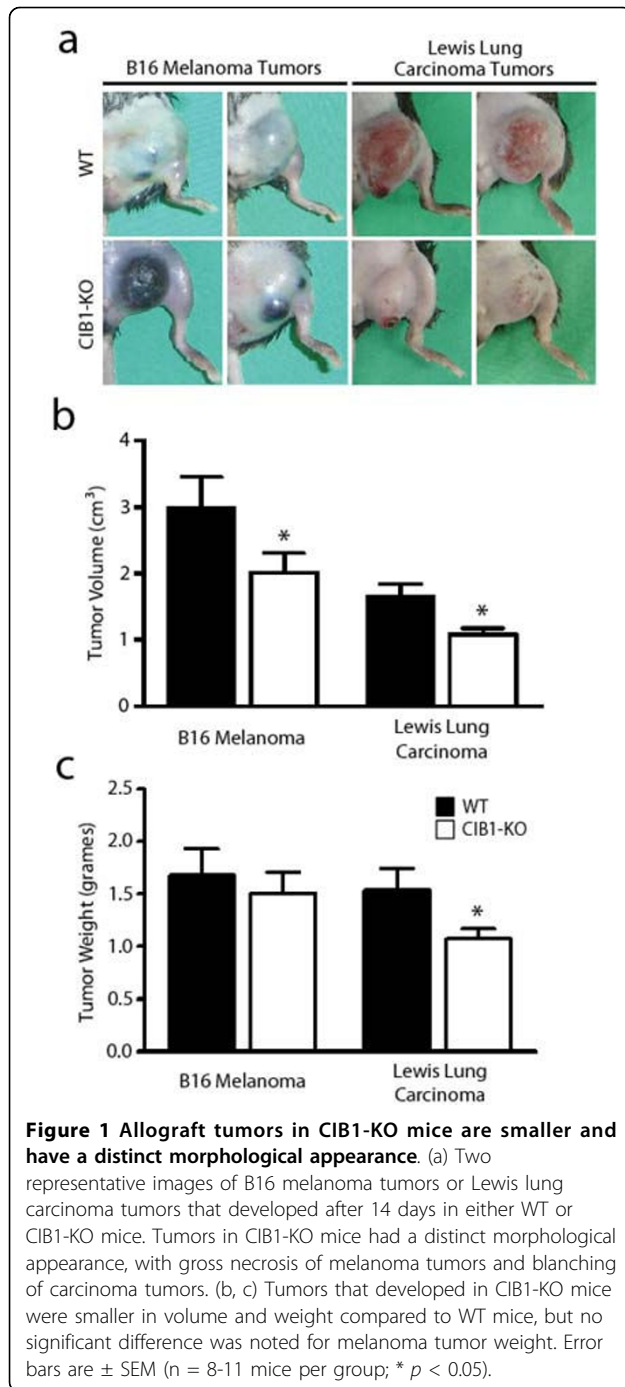 a
B16 Melanoma Tumors
Lewis Lung
Carcinoma Tumors
WT
CIB1-KO
b
Tumor Volume (cm³)
4
3
2
1
0
*
*
B16 Melanoma
Lewis Lung
Carcinoma
c
Tumor Weight (grames)
2.5
2.0
1.5
1.0
0.5
0.0
WT
CIB1-KO
*
B16 Melanoma
Lewis Lung
Carcinoma
Figure 1 Allograft tumors in CIB1-KO mice are smaller and
have a distinct morphological appearance. (a) Two
representative images of B16 melanoma tumors or Lewis lung
carcinoma tumors that developed after 14 days in either WT or
CIB1-KO mice. Tumors in CIB1-KO mice had a distinct morphological
appearance, with gross necrosis of melanoma tumors and blanching
of carcinoma tumors. (b, c) Tumors that developed in CIB1-KO mice
were smaller in volume and weight compared to WT mice, but no
significant difference was noted for melanoma tumor weight. Error
bars are ± SEM (n = 8-11 mice per group; * p < 0.05).